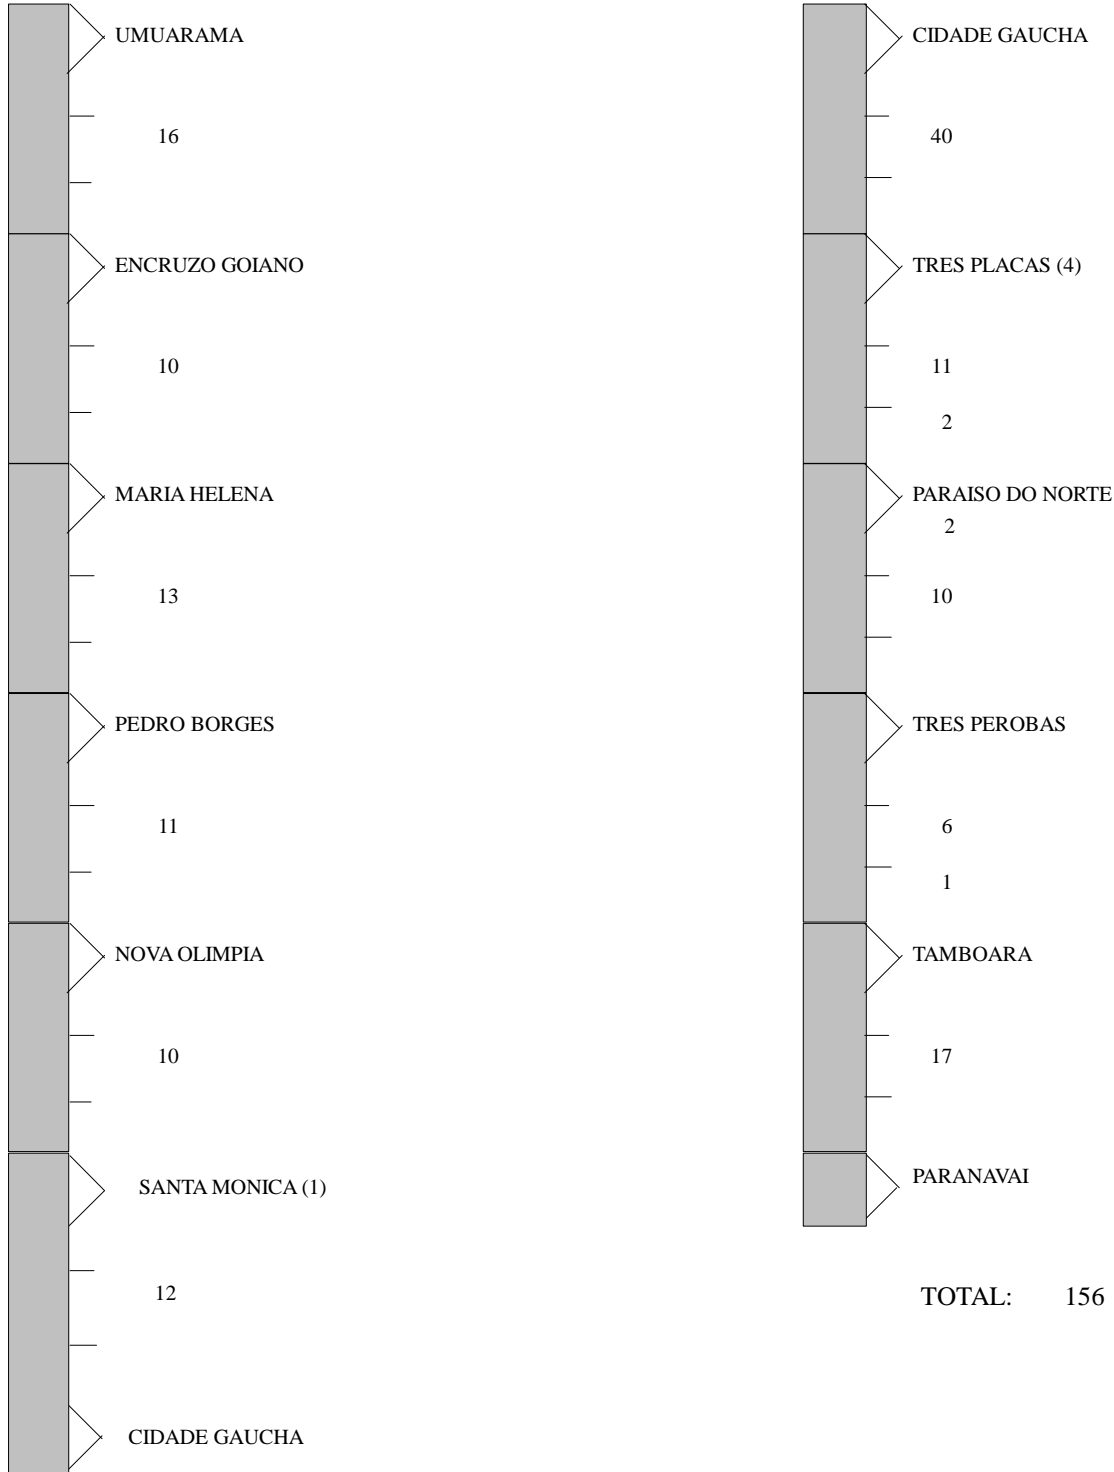 UMUARAMA
16
ENCRUZO GOIANO
10
MARIA HELENA
13
PEDRO BORGES
11
NOVA OLIMPIA
10
SANTA MONICA (1)
12
CIDADE GAUCHA
CIDADE GAUCHA
40
TRES PLACAS (4)
11
2
PARAISO DO NORTE
2
10
TRES PEROBAS
6
1
TAMBOARA
17
PARANAVAI
TOTAL: 156